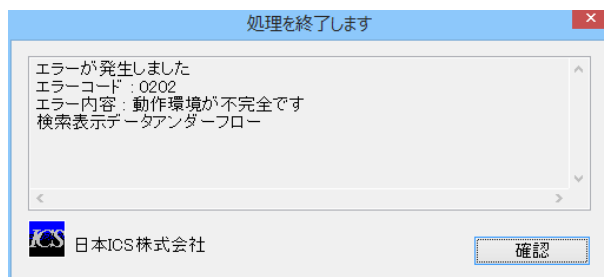 処理を終了します
エラーが発生しました
エラーコード : 0202
エラー内容 : 動作環境が不完全です
検索表示データアンダーフロー
ICS 日本ICS株式会社
確認